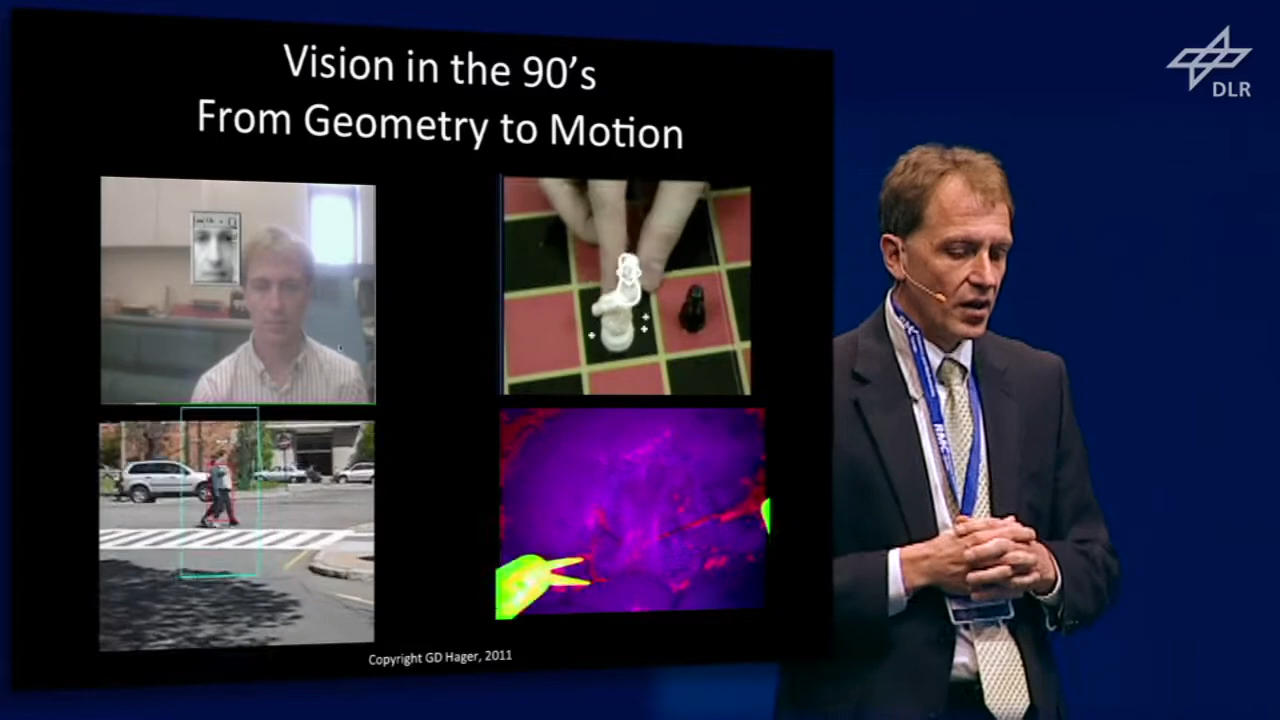 Vision in the 90's
From Geometry to Motion
Copyright GD Hager, 2011
DLR